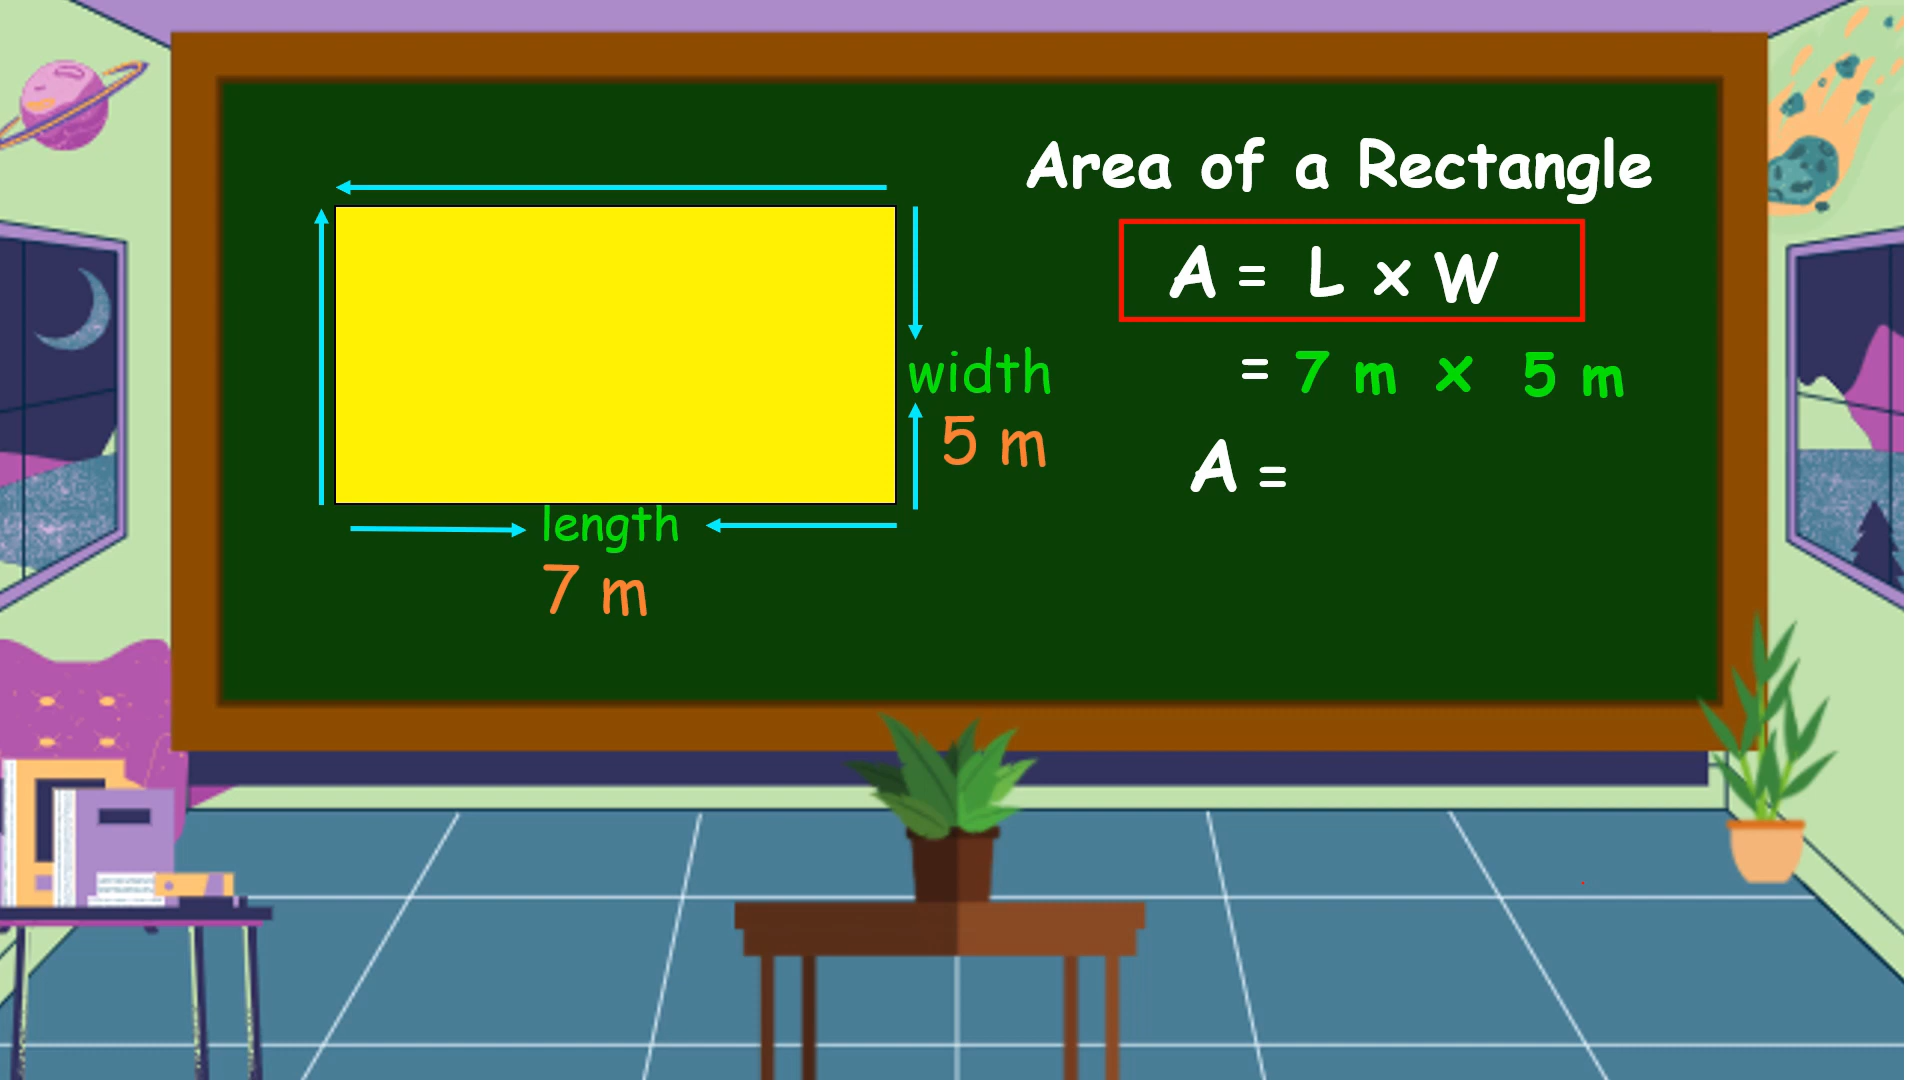 Area of a Rectangle
A = L x W
= 7 m x 5 m
A =
width
5 m
length
7 m